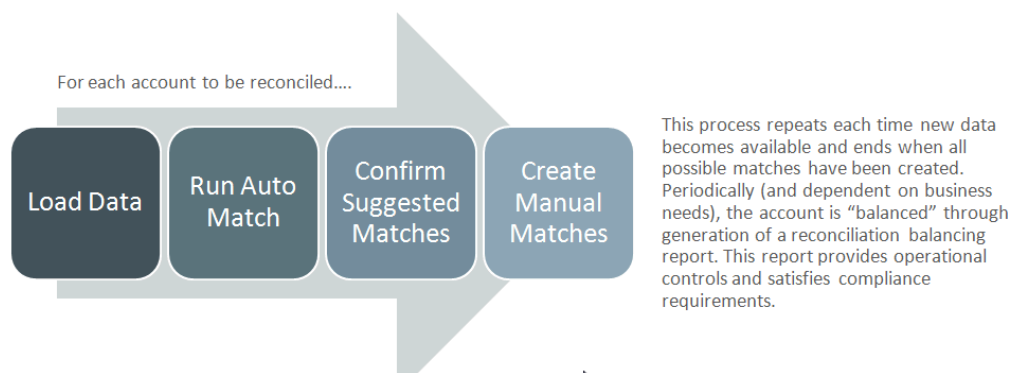 For each account to be reconciled....
Load Data
Run Auto
Match
Confirm
Suggested
Matches
Create
Manual
Matches
This process repeats each time new data
becomes available and ends when all
possible matches have been created.
Periodically (and dependent on business
needs), the account is “balanced” through
generation of a reconciliation balancing
report. This report provides operational
controls and satisfies compliance
requirements.